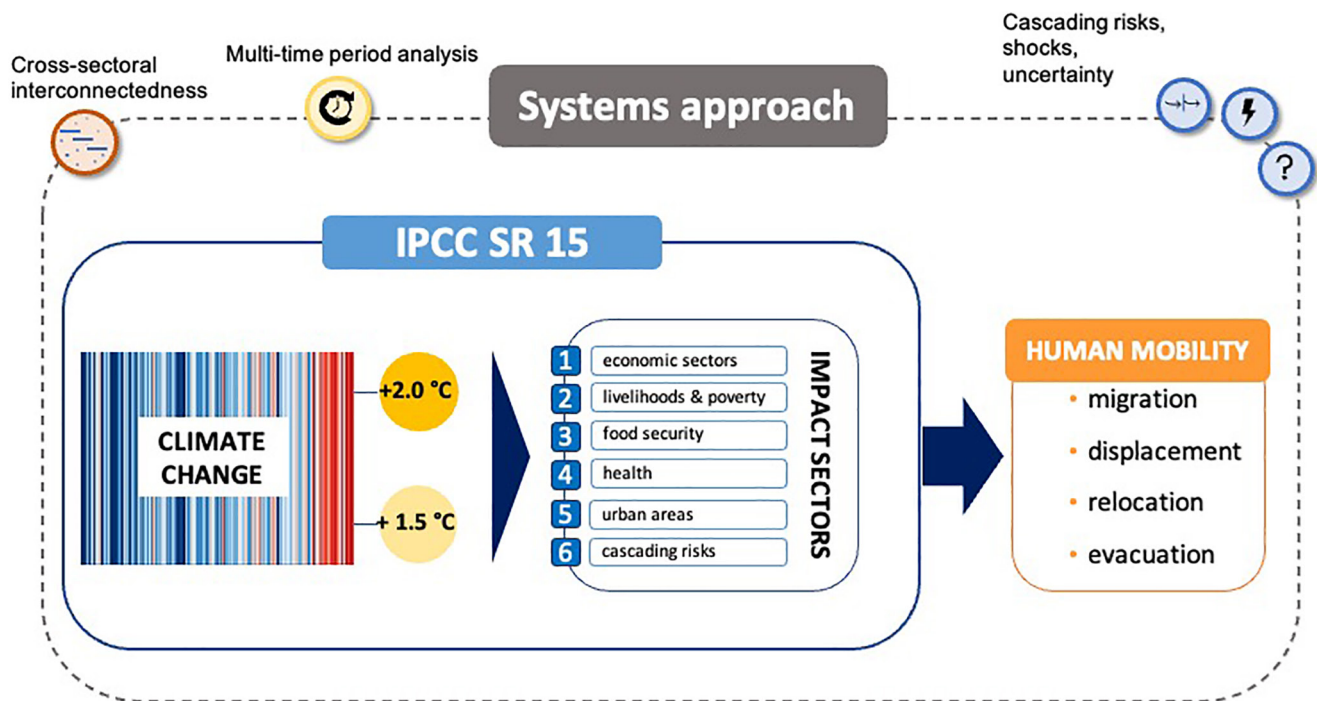 Cross-sectoral
interconnectedness
Multi-time period analysis
Systems approach
Cascading risks,
shocks,
uncertainty
?
IPCC SR 15
CLIMATE
CHANGE
+2.0 °C
+ 1.5 °C
1 economic sectors
2 livelihoods & poverty
3 food security
4 health
5 urban areas
6 cascading risks
IMPACT SECTORS
HUMAN MOBILITY
• migration
• displacement
• relocation
• evacuation